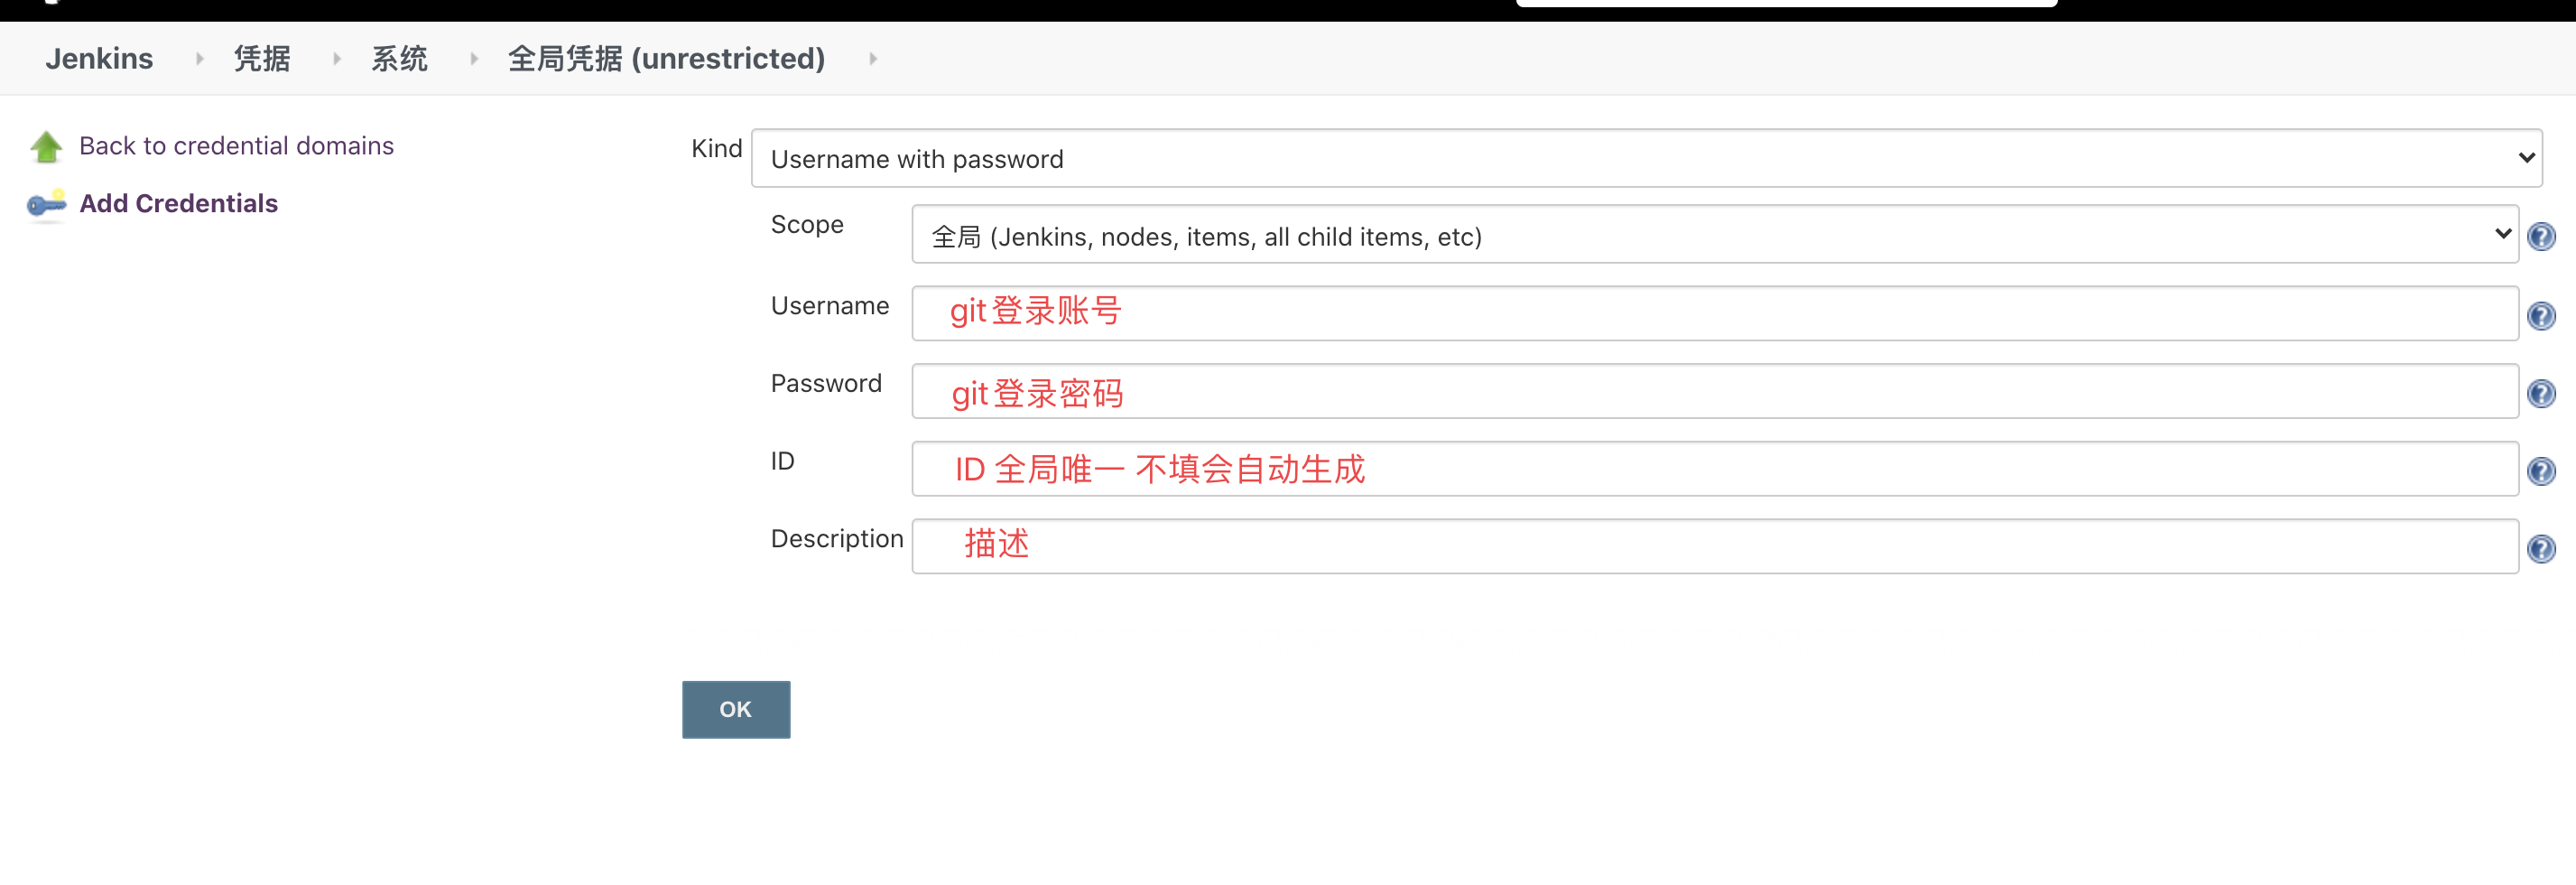 Jenkins 凭据 系统 全局凭据 (unrestricted)
Back to credential domains
Add Credentials
Kind Username with password
Scope 全局 (Jenkins, nodes, items, all child items, etc)
Username git登录账号
Password git登录密码
ID ID 全局唯一 不填会自动生成
Description 描述
OK